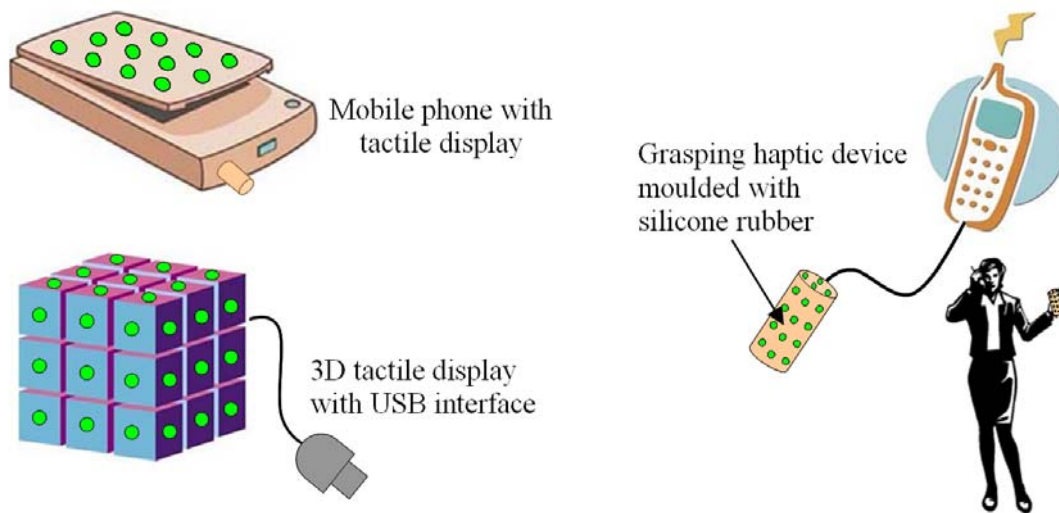 Mobile phone with
tactile display
Grasping haptic device
moulded with
silicone rubber
3D tactile display
with USB interface